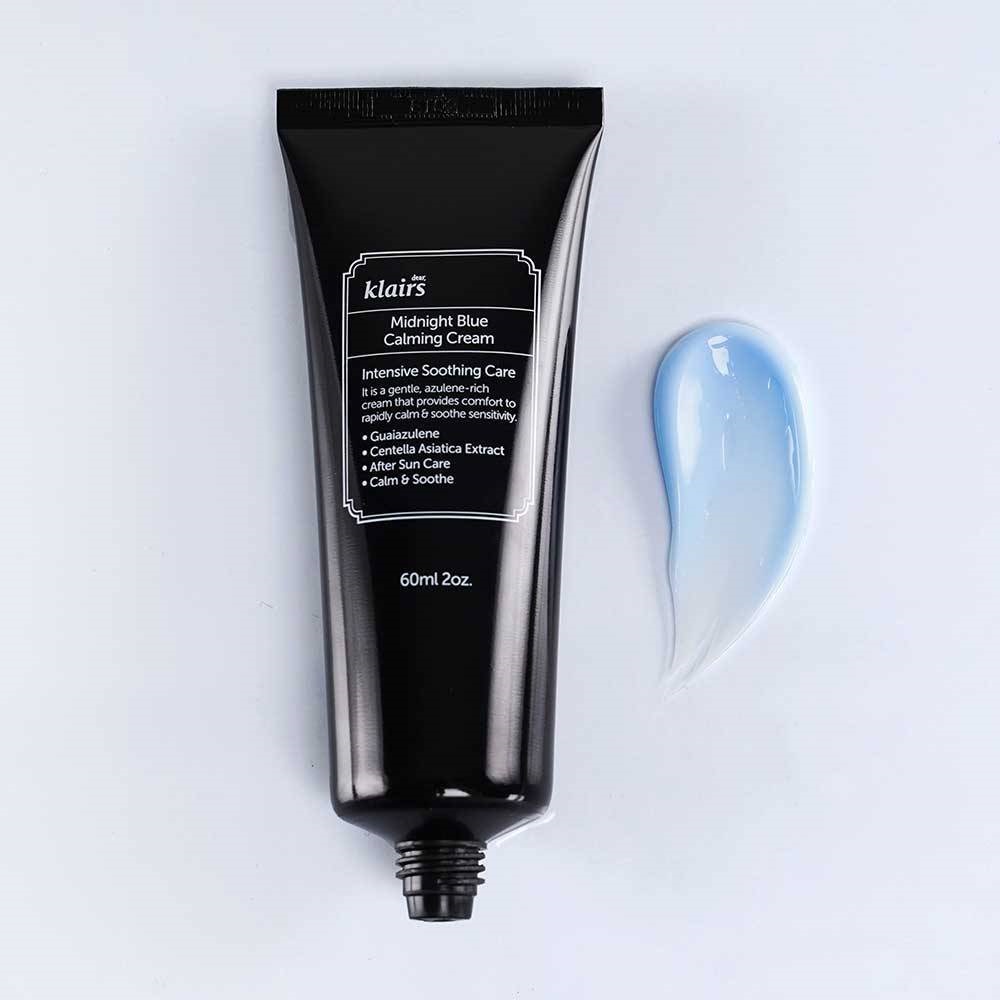 dear,
klairs
Midnight Blue
Calming Cream
Intensive Soothing Care
It is a gentle, azulene-rich
cream that provides comfort to
rapidly calm & soothe sensitivity.
• Guaiazulene
• Centella Asiatica Extract
• After Sun Care
• Calm & Soothe
60ml 2oz.